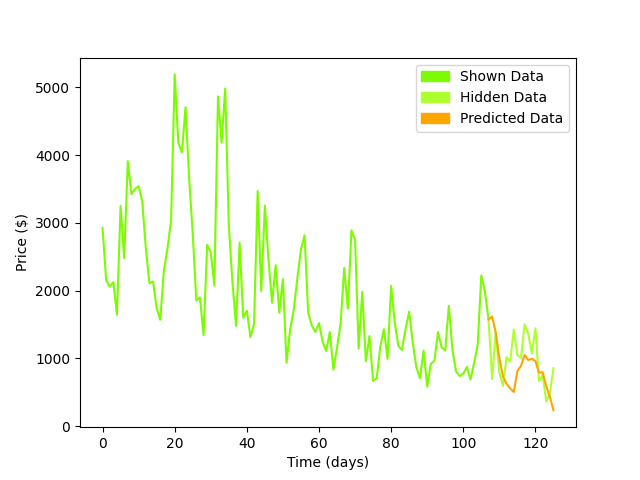 Shown Data
Hidden Data
Predicted Data
5000
4000
3000
2000
1000
0
Price ($)
0 20 40 60 80 100 120
Time (days)